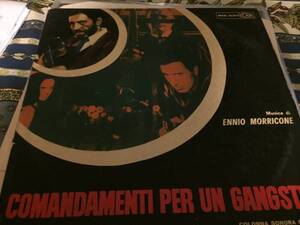 Musica di
ENNIO MORRICONE
COMANDAMENTI PER UN GANGST
COLONNA SONORA